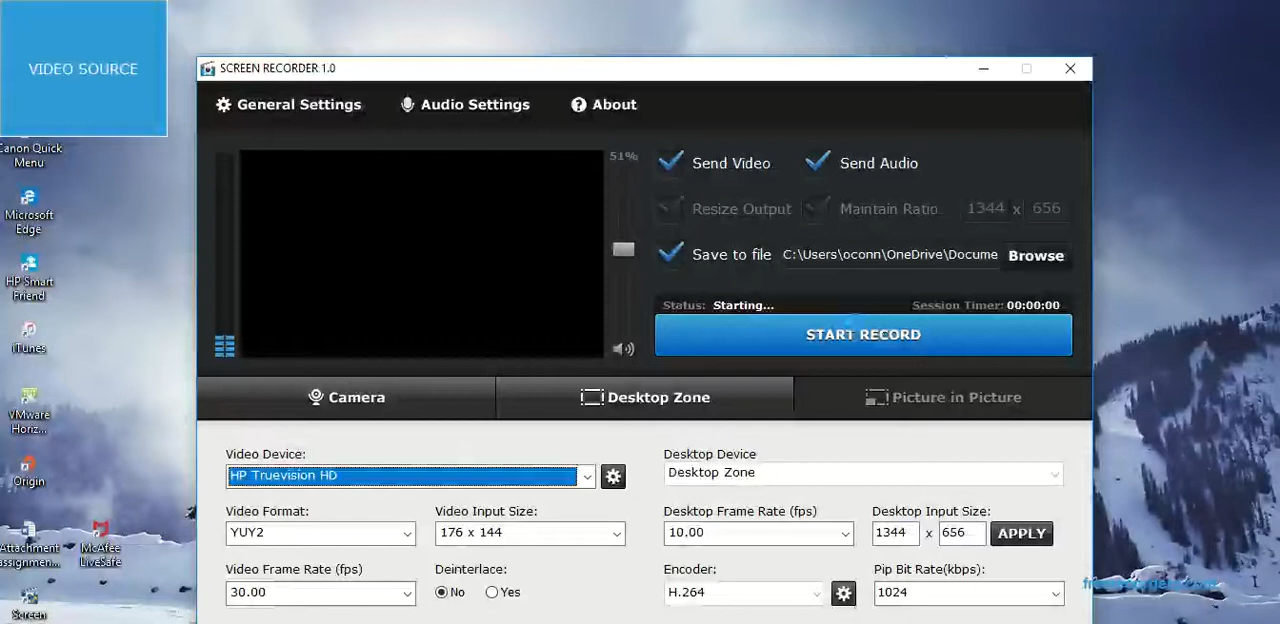 VIDEO SOURCE
SCREEN RECORDER 1.0
General Settings
Audio Settings
About
51%
Send Video
Send Audio
Resize Output
Maintain Ratio
1344 x 656
Save to file
C:\Users\oconn\OneDrive\Docume
Browse
Status: Starting...
Session Timer: 00:00:00
START RECORD
Camera
Desktop Zone
Picture in Picture
Video Device:
HP Truevision HD
Desktop Device
Desktop Zone
Video Format:
YUY2
Video Input Size:
176 x 144
Desktop Frame Rate (fps)
10.00
Desktop Input Size:
1344 x 656
APPLY
Video Frame Rate (fps)
30.00
Deinterlace:
No
Yes
Encoder:
H.264
Pip Bit Rate(kbps):
1024
Canon Quick
Menu
Microsoft
Edge
HP Smart
Friend
iTunes
VMware
Horiz...
Origin
Attachment
assignmen...
McAfee
LiveSafe
Screen